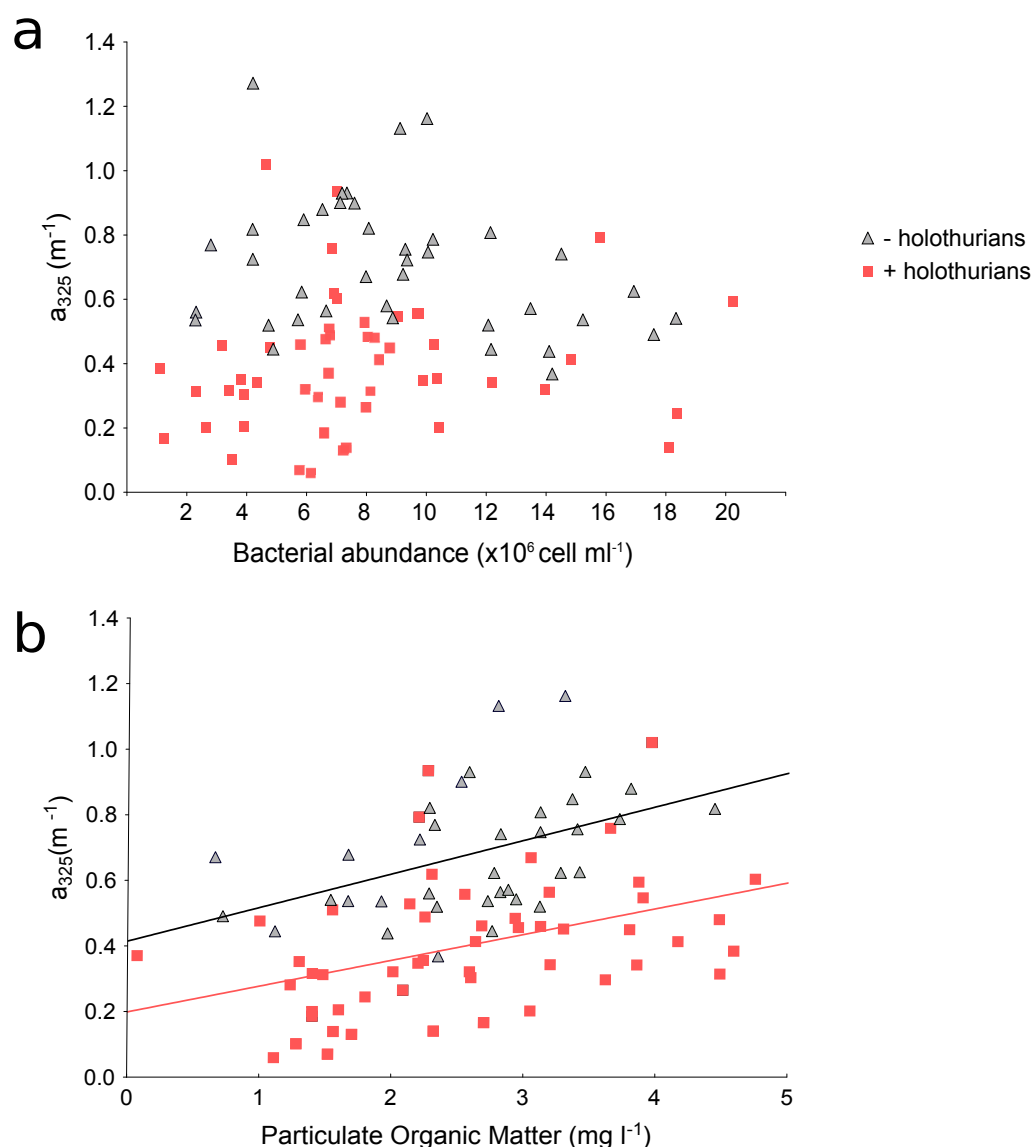 a
1.4
1.2
1.0
0.8
0.6
0.4
0.2
0.0
a₃₂₅ (m⁻¹)
2 4 6 8 10 12 14 16 18 20
Bacterial abundance (x10⁶ cell ml⁻¹)
- holothurians
+ holothurians
b
1.4
1.2
1.0
0.8
0.6
0.4
0.2
0.0
a₃₂₅(m ⁻¹)
0 1 2 3 4 5
Particulate Organic Matter (mg l⁻¹)